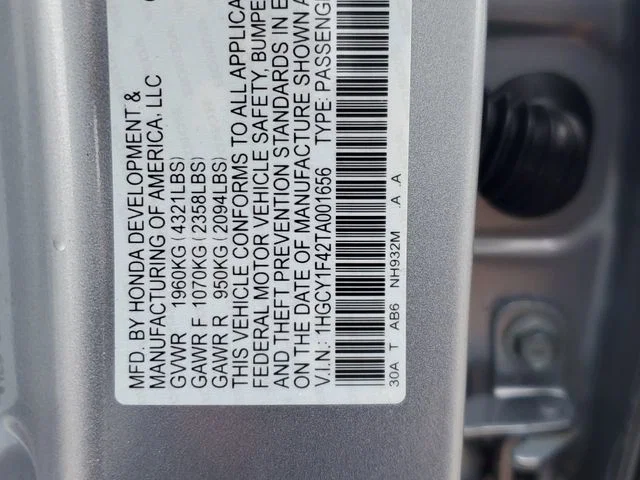 MFD. BY HONDA DEVELOPMENT &
MANUFACTURING OF AMERICA, LLC
GVWR 1960KG (4321LBS)
GAWR F 1070KG (2358LBS)
GAWR R 950KG (2094LBS)
THIS VEHICLE CONFORMS TO ALL APPLICA
FEDERAL MOTOR VEHICLE SAFETY, BUMPE
AND THEFT PREVENTION STANDARDS IN E
ON THE DATE OF MANUFACTURE SHOWN A
V.I.N.: 1HGCY1F42TA001656 TYPE: PASSENG
30A T AB6 NH932M A A